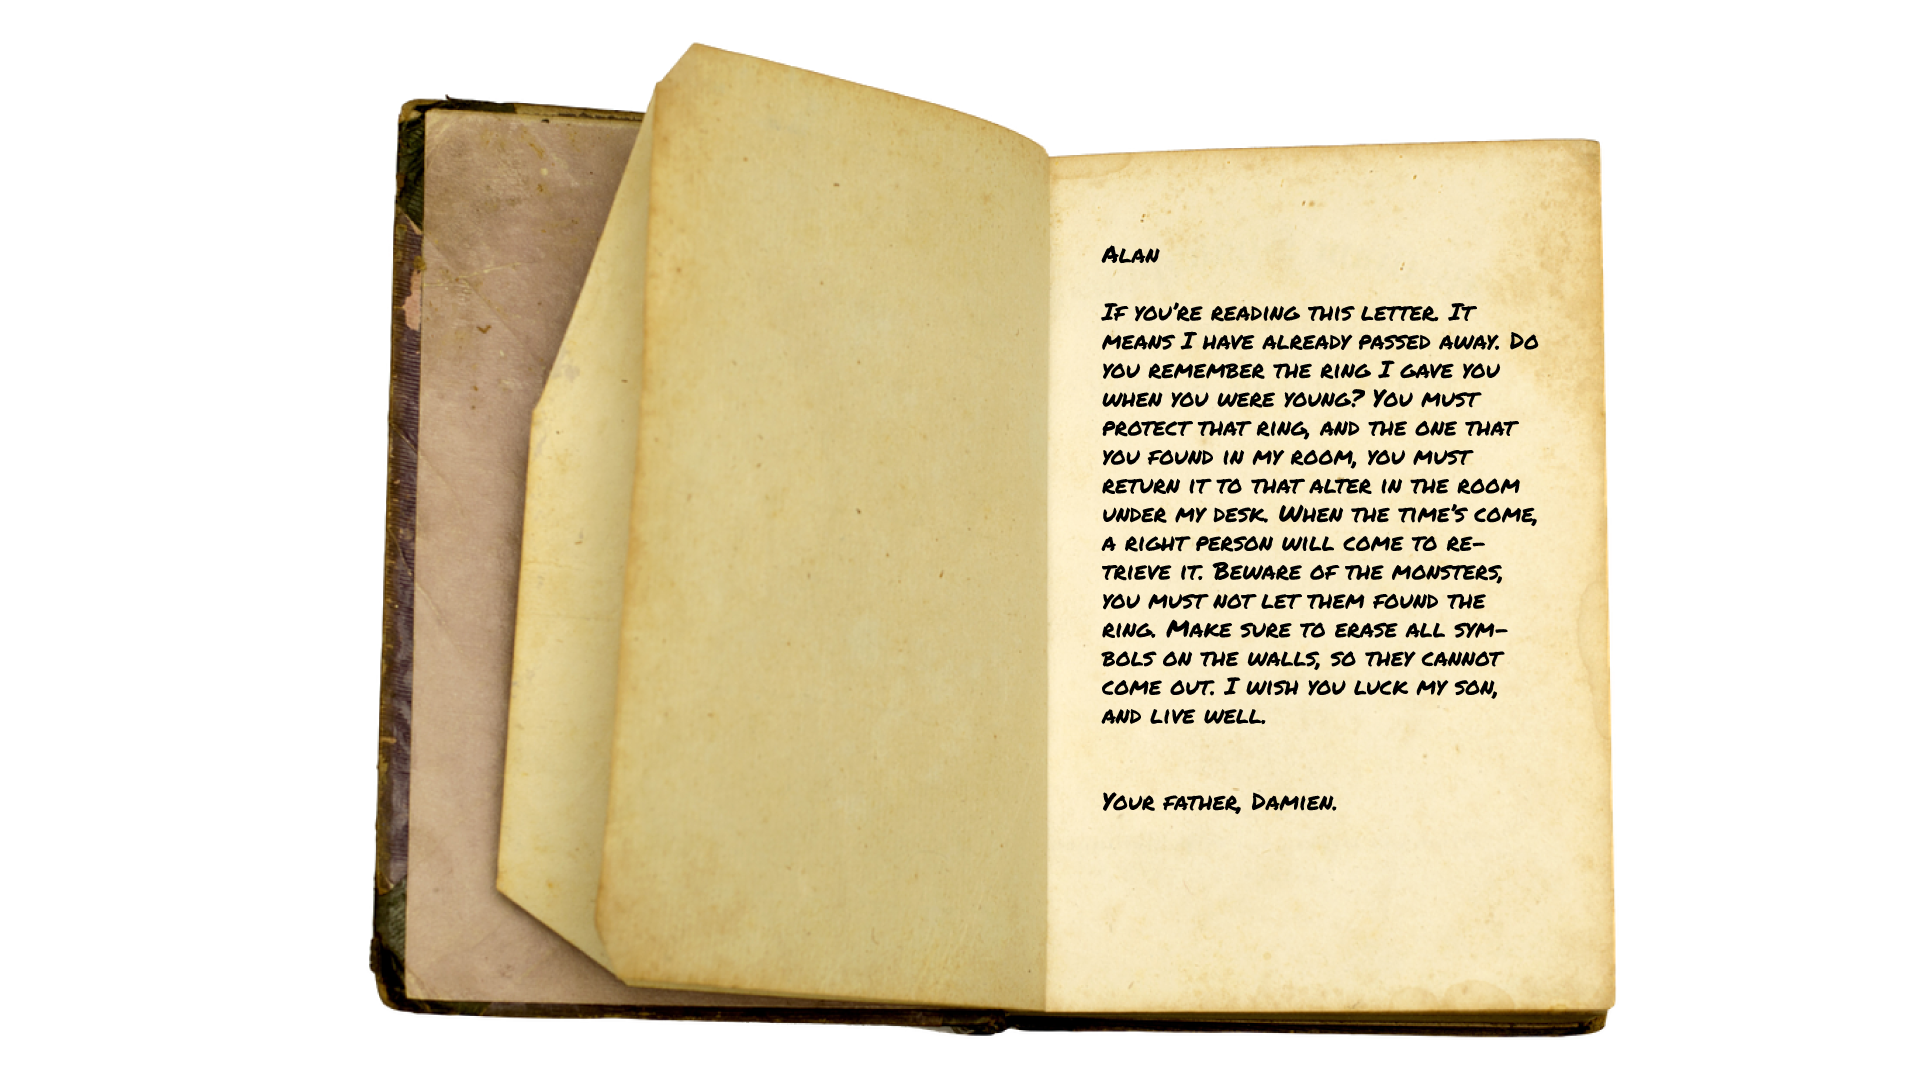 Alan
If you're reading this letter. It
means I have already passed away. Do
you remember the ring I gave you
when you were young? You must
protect that ring, and the one that
you found in my room, you must
return it to that alter in the room
under my desk. When the time's come,
a right person will come to re-
trieve it. Beware of the monsters,
you must not let them found the
ring. Make sure to erase all sym-
bols on the walls, so they cannot
come out. I wish you luck my son,
and live well.
Your father, Damien.